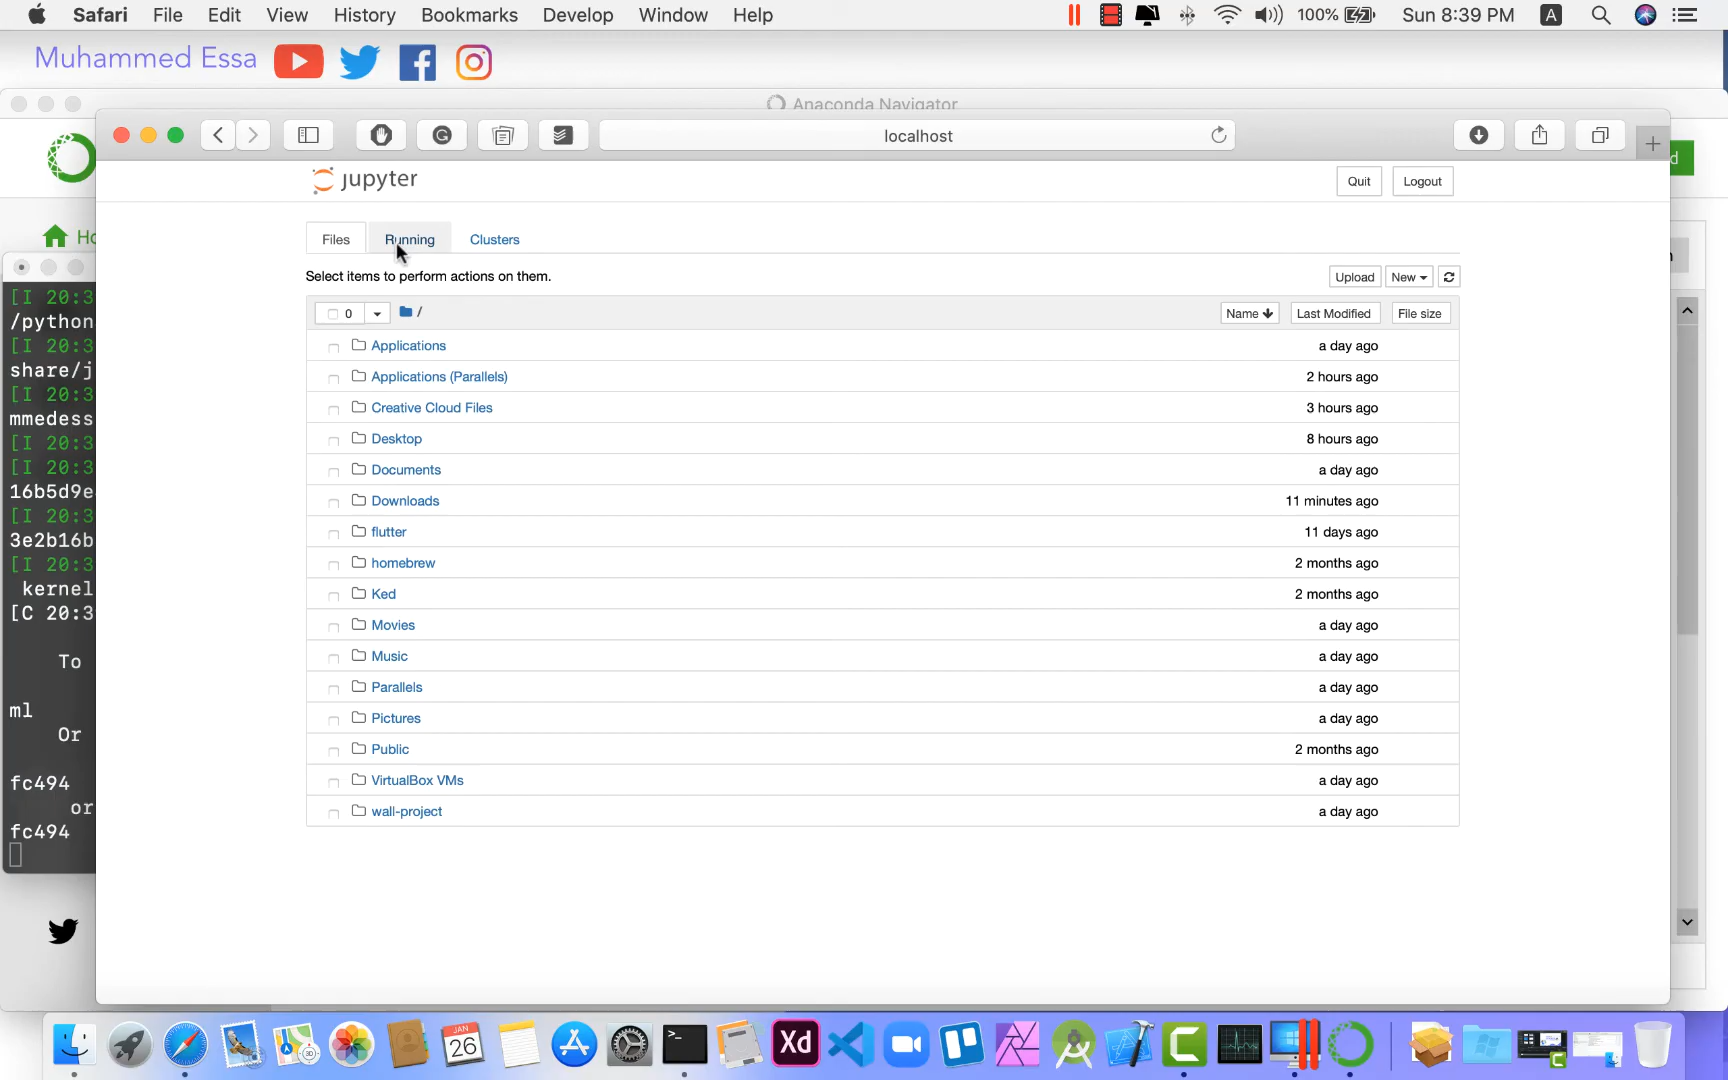 Safari File Edit View History Bookmarks Develop Window Help 100% Sun 8:39 PM A
Muhammed Essa
Anaconda Navigator
localhost
jupyter
Quit Logout
Files Running Clusters
Select items to perform actions on them.
Upload New
0 / Name Last Modified File size
Applications a day ago
Applications (Parallels) 2 hours ago
Creative Cloud Files 3 hours ago
Desktop 8 hours ago
Documents a day ago
Downloads 11 minutes ago
flutter 11 days ago
homebrew 2 months ago
Ked 2 months ago
Movies a day ago
Music a day ago
Parallels a day ago
Pictures a day ago
Public 2 months ago
VirtualBox VMs a day ago
wall-project a day ago
[I 20:3
/python
[I 20:3
share/j
[I 20:3
mmedess
[I 20:3
[I 20:3
16b5d9e
[I 20:3
3e2b16b
[I 20:3
kernel
[C 20:3
To
ml
Or
fc494
or
fc494
JAN
26
Xd